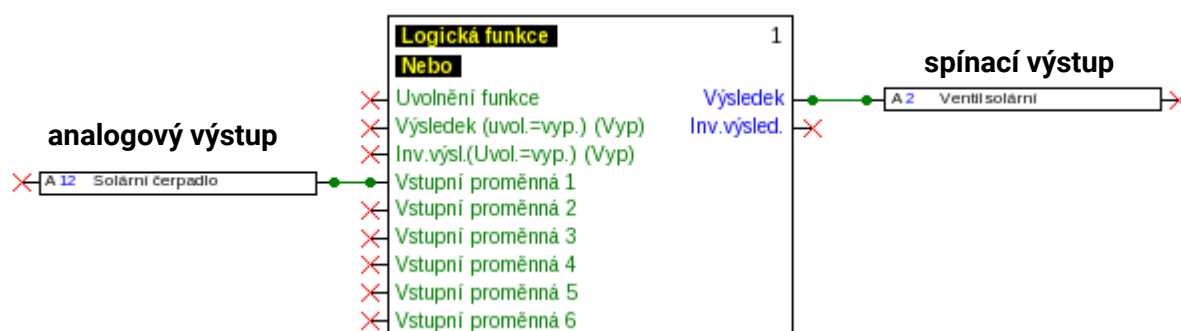 Logická funkce 1
Nebo
spínací výstup
Uvolnění funkce Výsledek A 2 Ventil solární
Výsledek (uvol.=vyp.) (Vyp) Inv.výsled.
analogový výstup
Inv.výsl.(Uvol.=vyp.) (Vyp)
A 12 Solární čerpadlo Vstupní proměnná 1
Vstupní proměnná 2
Vstupní proměnná 3
Vstupní proměnná 4
Vstupní proměnná 5
Vstupní proměnná 6